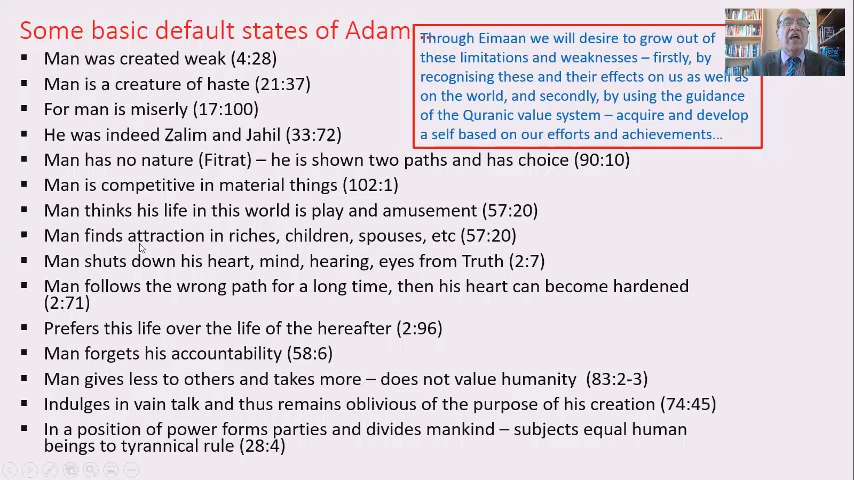 Some basic default states of Adam...
Through Eimaan we will desire to grow out of
these limitations and weaknesses – firstly, by
recognising these and their effects on us as well as
on the world, and secondly, by using the guidance
of the Quranic value system – acquire and develop
a self based on our efforts and achievements...
Man was created weak (4:28)
Man is a creature of haste (21:37)
For man is miserly (17:100)
He was indeed Zalim and Jahil (33:72)
Man has no nature (Fitrat) – he is shown two paths and has choice (90:10)
Man is competitive in material things (102:1)
Man thinks his life in this world is play and amusement (57:20)
Man finds attraction in riches, children, spouses, etc (57:20)
Man shuts down his heart, mind, hearing, eyes from Truth (2:7)
Man follows the wrong path for a long time, then his heart can become hardened
(2:71)
Prefers this life over the life of the hereafter (2:96)
Man forgets his accountability (58:6)
Man gives less to others and takes more – does not value humanity (83:2-3)
Indulges in vain talk and thus remains oblivious of the purpose of his creation (74:45)
In a position of power forms parties and divides mankind – subjects equal human
beings to tyrannical rule (28:4)